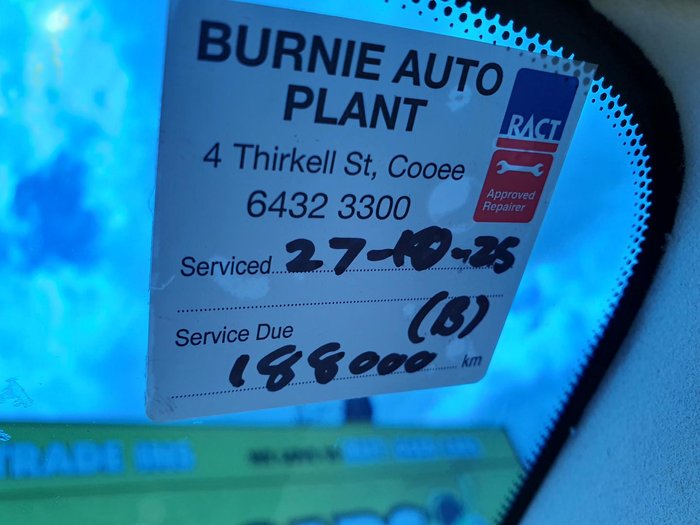 BURNIE AUTO
PLANT
RACT
Approved
Repairer
4 Thirkell St, Cooee
6432 3300
Serviced 27-10-25
Service Due (B)
188000 km
TRADE INS